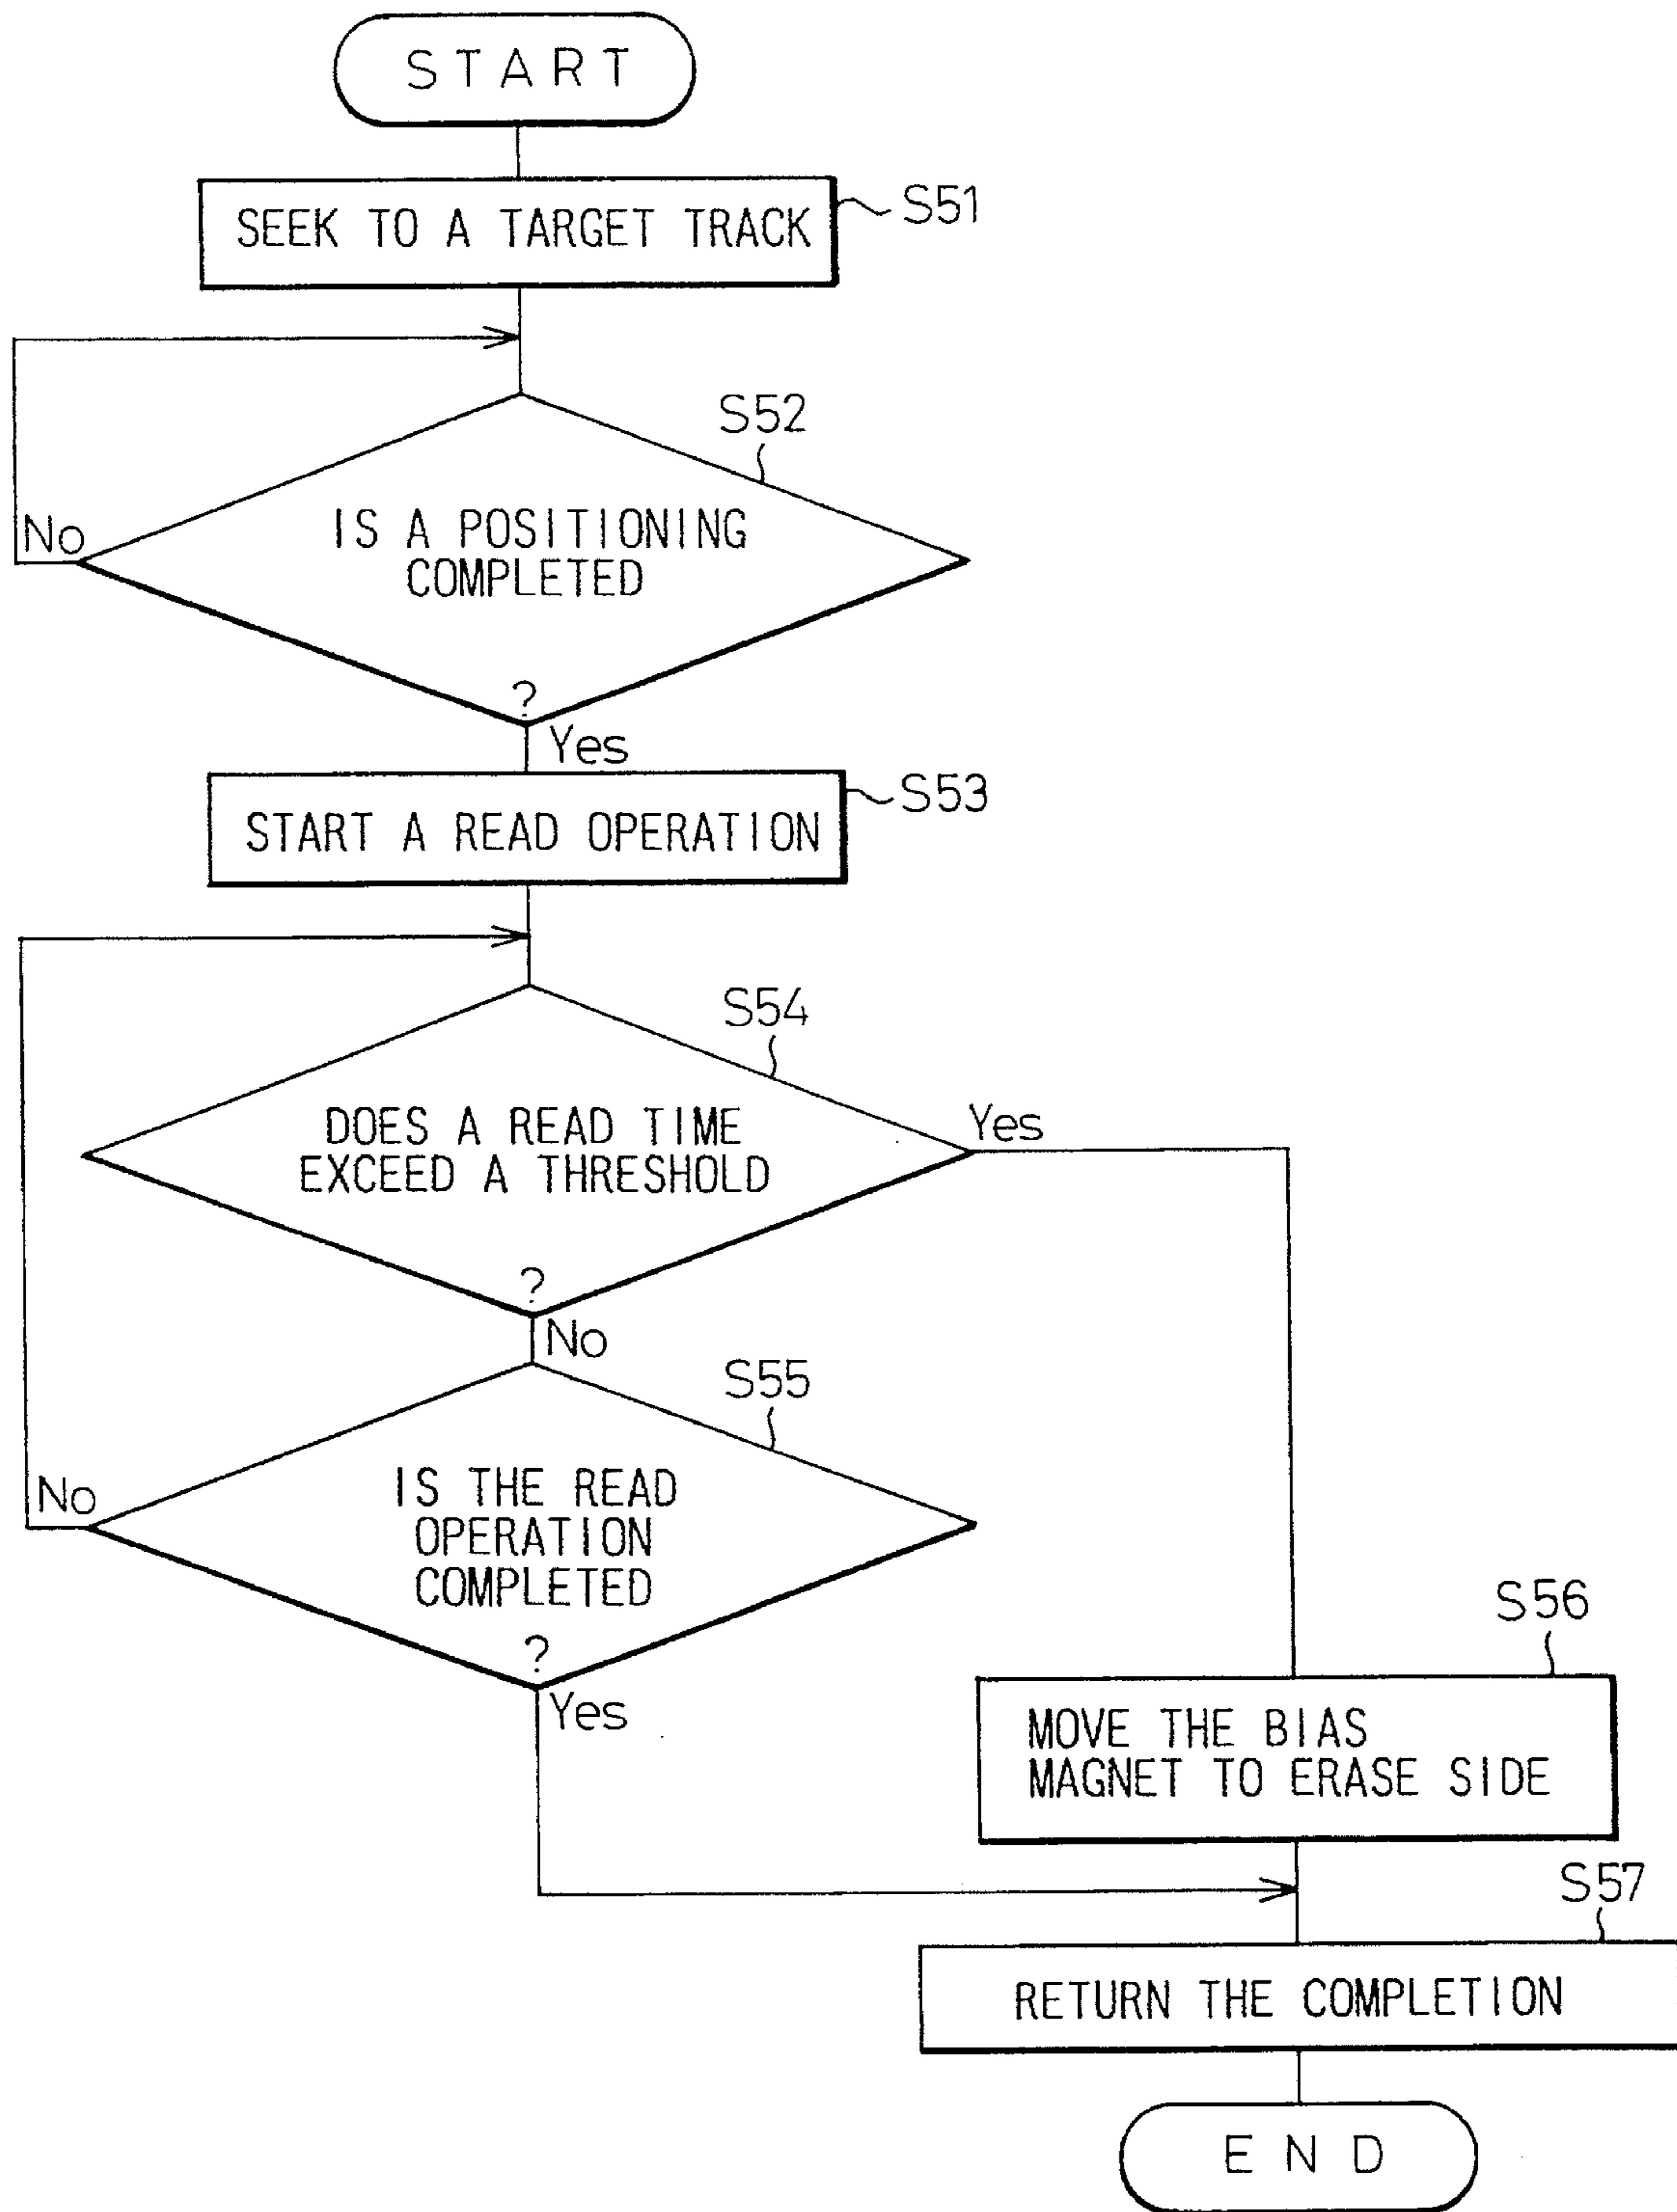 START
SEEK TO A TARGET TRACK
S51
S52
IS A POSITIONING
COMPLETED
?
No
Yes
START A READ OPERATION
S53
S54
DOES A READ TIME
EXCEED A THRESHOLD
?
Yes
No
S55
IS THE READ
OPERATION
COMPLETED
?
No
Yes
S56
MOVE THE BIAS
MAGNET TO ERASE SIDE
S57
RETURN THE COMPLETION
END